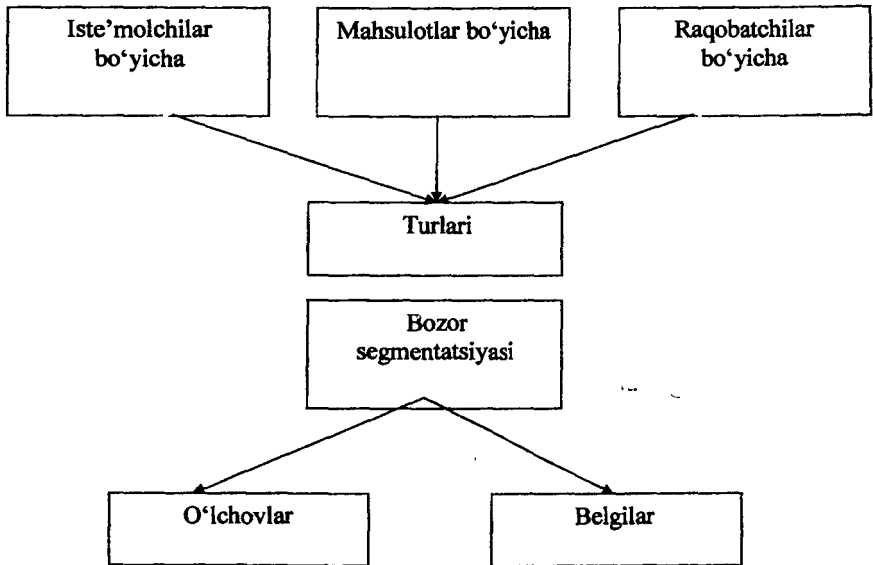 Iste’molchilar
bo‘yicha
Mahsulotlar bo‘yicha
Raqobatchilar
bo‘yicha
Turlari
Bozor
segmentatsiyasi
O‘lchovlar
Belgilar